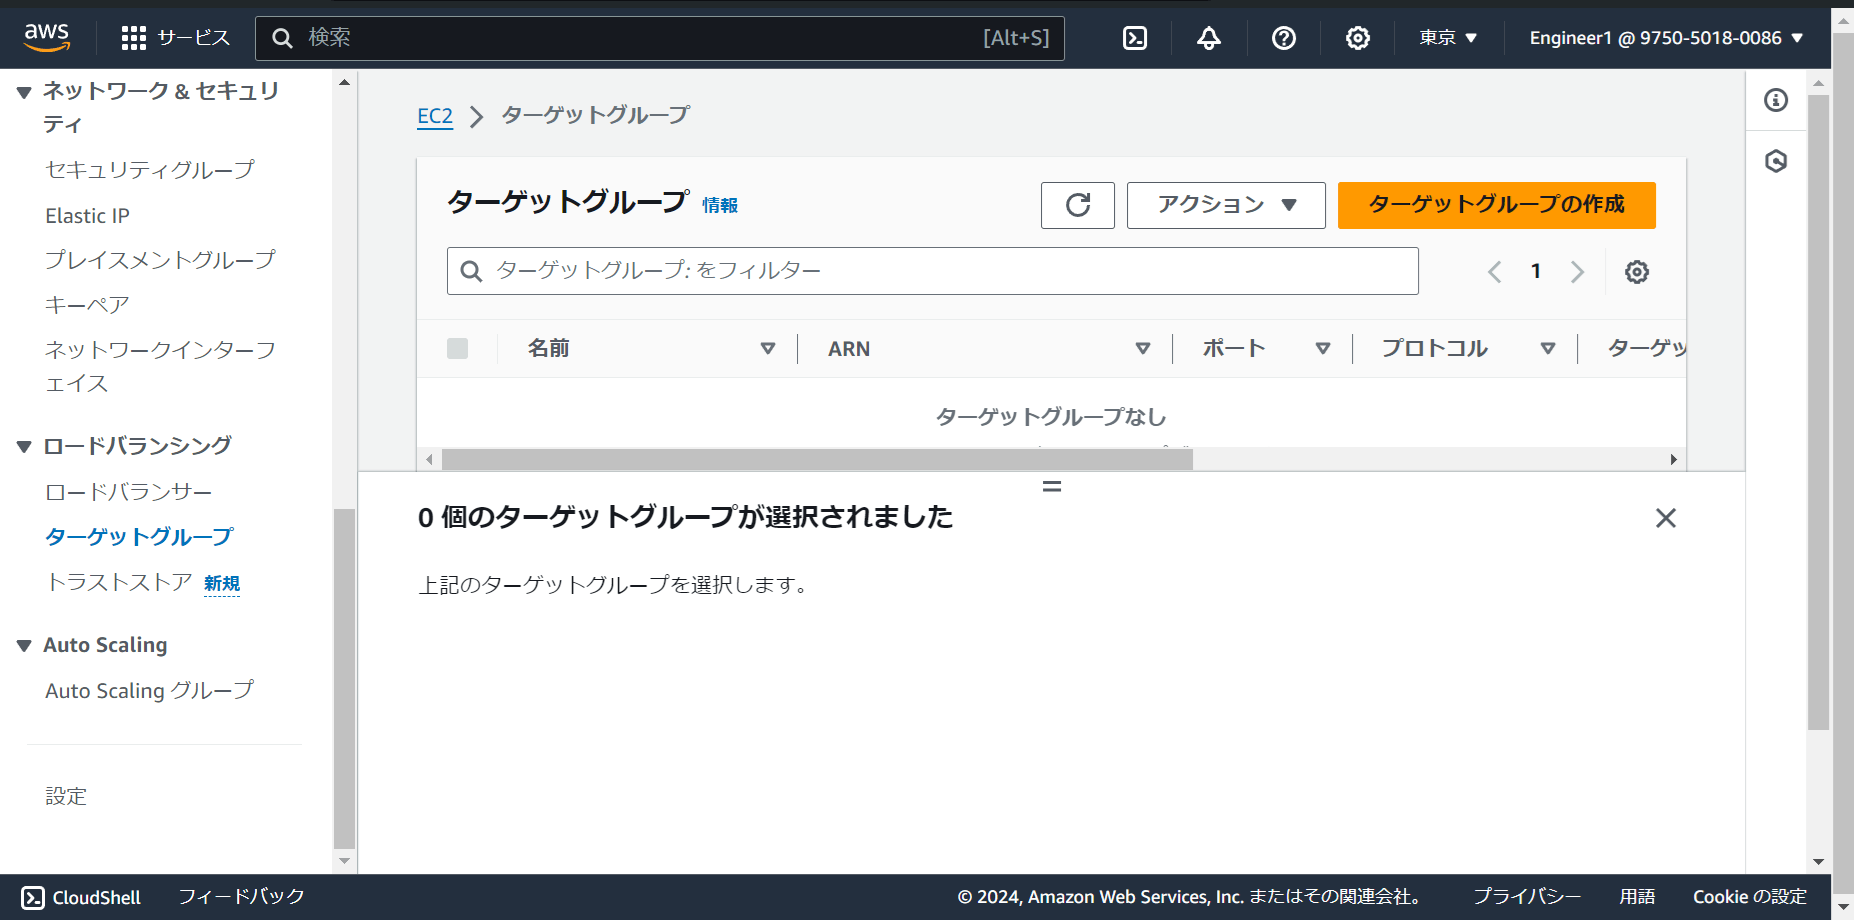 aws
サービス
検索
[Alt+S]
東京
Engineer1 @ 9750-5018-0086
ネットワーク & セキュリ
ティ
セキュリティグループ
Elastic IP
プレイスメントグループ
キーペア
ネットワークインターフ
ェイス
ロードバランシング
ロードバランサー
ターゲットグループ
トラストストア 新規
Auto Scaling
Auto Scaling グループ
設定
EC2 ターゲットグループ
ターゲットグループ 情報
アクション
ターゲットグループの作成
ターゲットグループ: をフィルター
1
名前 ARN ポート プロトコル ターゲッ
ターゲットグループなし
0 個のターゲットグループが選択されました
上記のターゲットグループを選択します。
CloudShell フィードバック
© 2024, Amazon Web Services, Inc. またはその関連会社。
プライバシー 用語 Cookie の設定